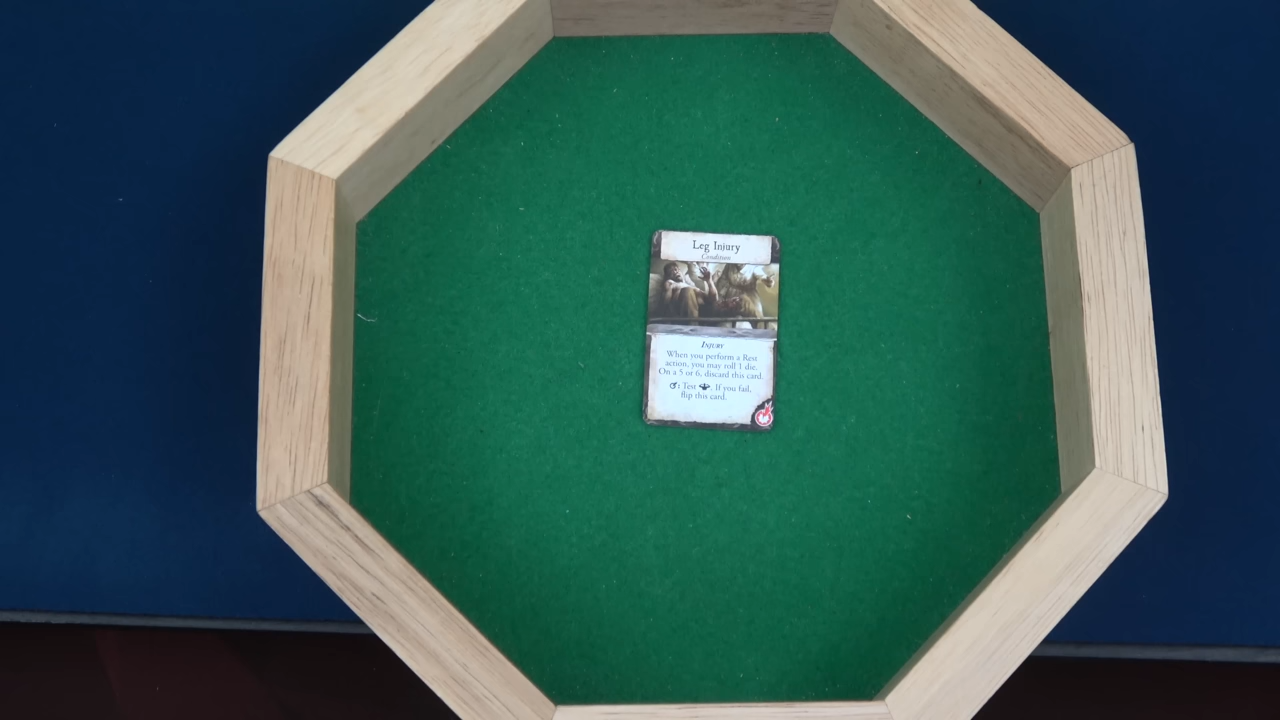 Leg Injury
Condition
INJURY
When you perform a Rest
action, you may roll 1 die.
On a 5 or 6, discard this card.
: Test . If you fail,
flip this card.